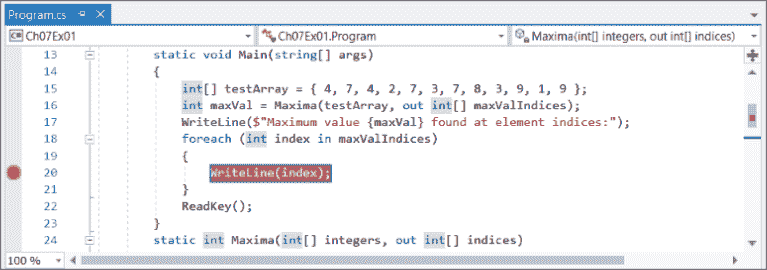 Program.cs
Ch07Ex01 Ch07Ex01.Program Maxima(int[] integers, out int[] indices)
13 static void Main(string[] args)
14 {
15 int[] testArray = { 4, 7, 4, 2, 7, 3, 7, 8, 3, 9, 1, 9 };
16 int maxVal = Maxima(testArray, out int[] maxValIndices);
17 WriteLine($"Maximum value {maxVal} found at element indices:");
18 foreach (int index in maxValIndices)
19 {
20 WriteLine(index);
21 }
22 ReadKey();
23 }
24 static int Maxima(int[] integers, out int[] indices)
100 %